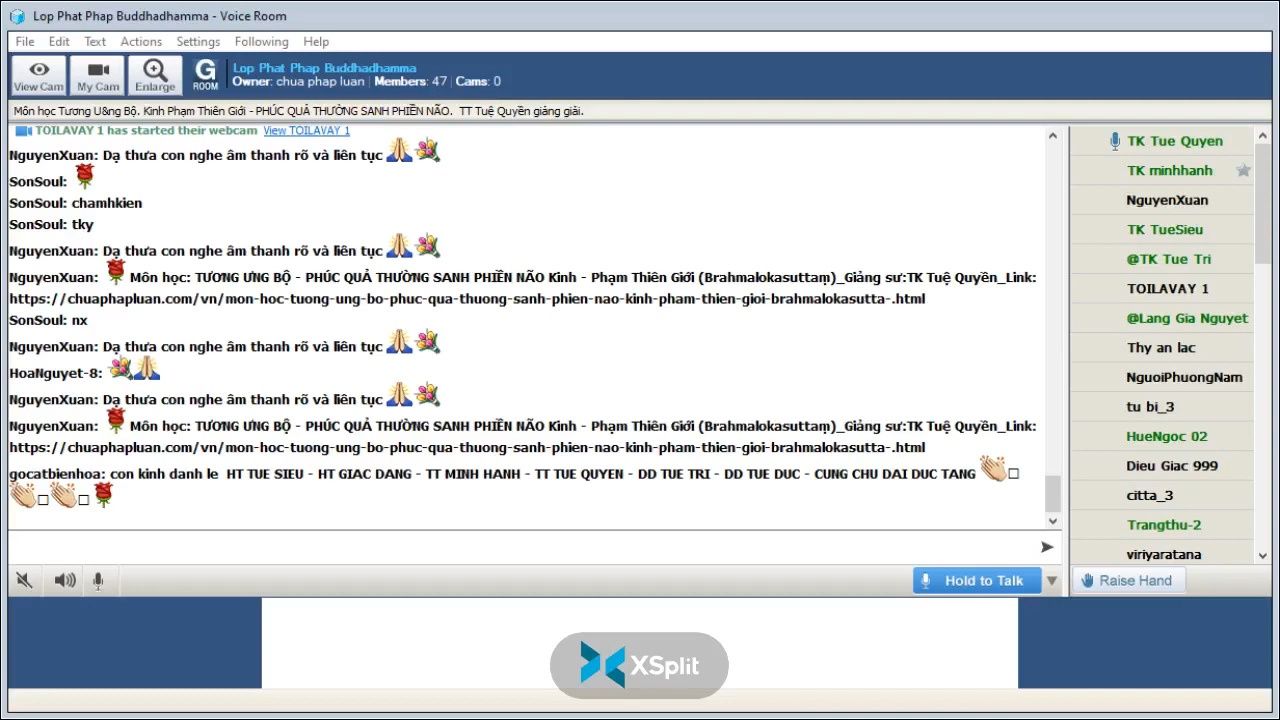 Lop Phat Phap Buddhadhamma - Voice Room
File Edit Text Actions Settings Following Help
View Cam My Cam Enlarge G ROOM
Lop Phat Phap Buddhadhamma
Owner: chua phap luan | Members: 47 | Cams: 0
Môn học Tương U&ng Bộ. Kinh Phạm Thiên Giới - PHÚC QUẢ THƯỜNG SANH PHIỀN NÃO. TT Tuệ Quyền giảng giải.
TOILAVAY 1 has started their webcam View TOILAVAY 1
NguyenXuan: Dạ thưa con nghe âm thanh rõ và liên tục
SonSoul:
SonSoul: chamhkien
SonSoul: tky
NguyenXuan: Dạ thưa con nghe âm thanh rõ và liên tục
NguyenXuan: Môn học: TƯƠNG ƯNG BỘ - PHÚC QUẢ THƯỜNG SANH PHIỀN NÃO Kinh - Phạm Thiên Giới (Brahmalokasuttaṃ)_Giảng sư:TK Tuệ Quyền_Link:
https://chuaphapluan.com/vn/mon-hoc-tuong-ung-bo-phuc-qua-thuong-sanh-phien-nao-kinh-pham-thien-gioi-brahmalokasutta-.html
SonSoul: nx
NguyenXuan: Dạ thưa con nghe âm thanh rõ và liên tục
HoaNguyet-8:
NguyenXuan: Dạ thưa con nghe âm thanh rõ và liên tục
NguyenXuan: Môn học: TƯƠNG ƯNG BỘ - PHÚC QUẢ THƯỜNG SANH PHIỀN NÃO Kinh - Phạm Thiên Giới (Brahmalokasuttaṃ)_Giảng sư:TK Tuệ Quyền_Link:
https://chuaphapluan.com/vn/mon-hoc-tuong-ung-bo-phuc-qua-thuong-sanh-phien-nao-kinh-pham-thien-gioi-brahmalokasutta-.html
gocatbienhoa: con kinh danh le HT TUE SIEU - HT GIAC DANG - TT MINH HANH - TT TUE QUYEN - DD TUE TRI - DD TUE DUC - CUNG CHU DAI DUC TANG
TK Tue Quyen
TK minhhanh
NguyenXuan
TK TueSieu
@TK Tue Tri
TOILAVAY 1
@Lang Gia Nguyet
Thy an lac
NguoiPhuongNam
tu bi_3
HueNgoc 02
Dieu Giac 999
citta_3
Trangthu-2
viriyaratana
Hold to Talk
Raise Hand
XSplit